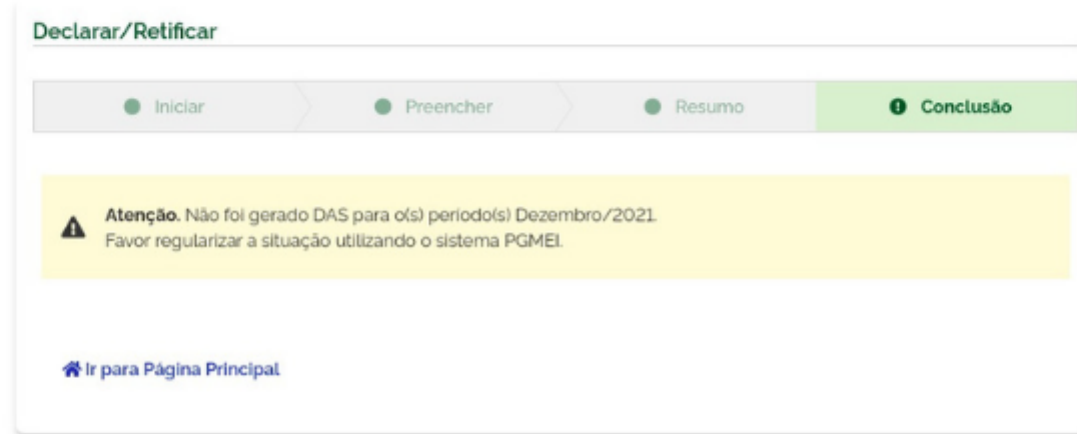 Declarar/Retificar
Iniciar
Preencher
Resumo
Conclusão
Atenção. Não foi gerado DAS para o(s) período(s) Dezembro/2021.
Favor regularizar a situação utilizando o sistema PGMEI.
Ir para Página Principal